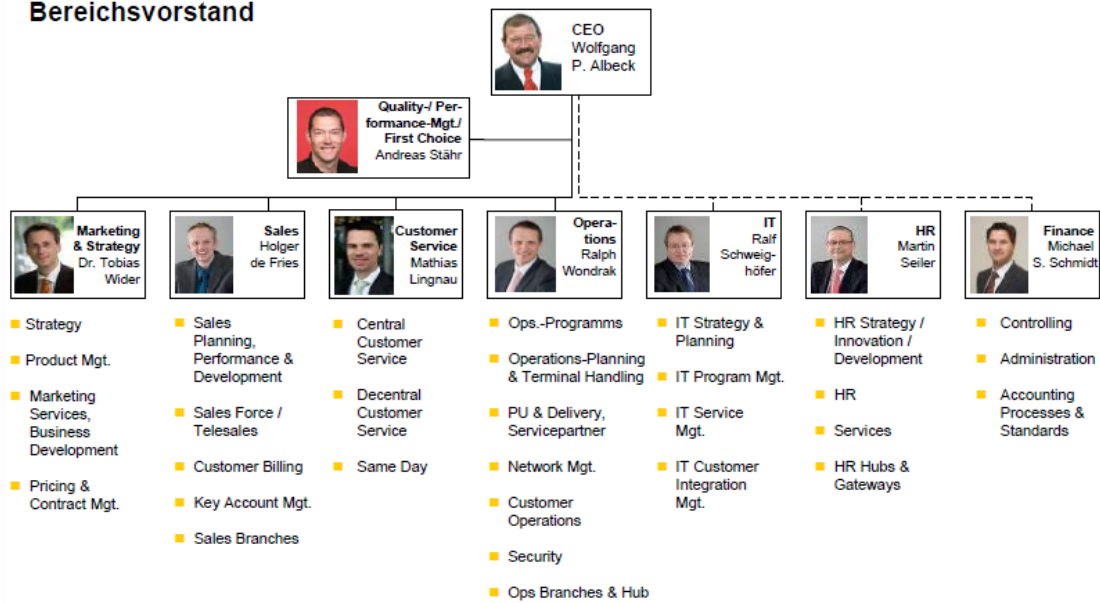 Bereichsvorstand
CEO
Wolfgang
P. Albeck
Quality-/ Per-
formance-Mgt./
First Choice
Andreas Stähr
Marketing
& Strategy
Dr. Tobias
Wider
Sales
Holger
de Fries
Customer
Service
Mathias
Lingnau
Opera-
tions
Ralph
Wondrak
IT
Ralf
Schweig-
höfer
HR
Martin
Seiler
Finance
Michael
S. Schmidt
Strategy
Product Mgt.
Marketing
Services,
Business
Development
Pricing &
Contract Mgt.
Sales
Planning,
Performance &
Development
Sales Force /
Telesales
Customer Billing
Key Account Mgt.
Sales Branches
Central
Customer
Service
Decentral
Customer
Service
Same Day
Ops.-Programms
Operations-Planning
& Terminal Handling
PU & Delivery,
Servicepartner
Network Mgt.
Customer
Operations
Security
Ops Branches & Hub
IT Strategy &
Planning
IT Program Mgt.
IT Service
Mgt.
IT Customer
Integration
Mgt.
HR Strategy /
Innovation /
Development
HR
Services
HR Hubs &
Gateways
Controlling
Administration
Accounting
Processes &
Standards